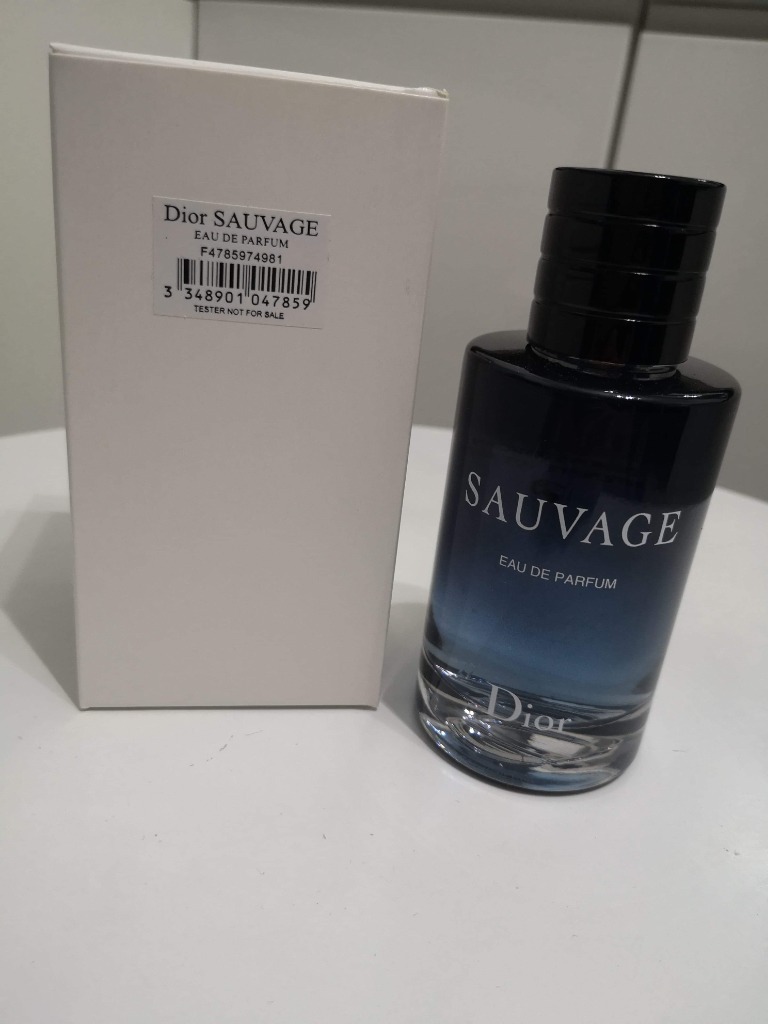 Dior SAUVAGE
EAU DE PARFUM
F4785974981
3 348901 047859
TESTER NOT FOR SALE
SAUVAGE
EAU DE PARFUM
Dior